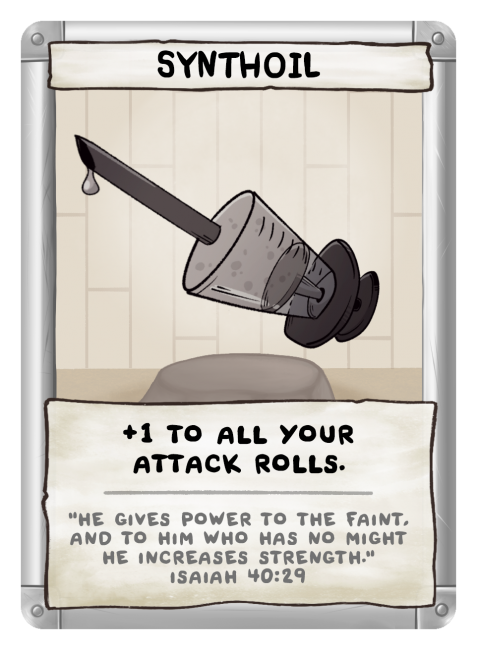 SYNTHOIL
+1 TO ALL YOUR
ATTACK ROLLS.
"HE GIVES POWER TO THE FAINT,
AND TO HIM WHO HAS NO MIGHT
HE INCREASES STRENGTH."
ISAIAH 40:29